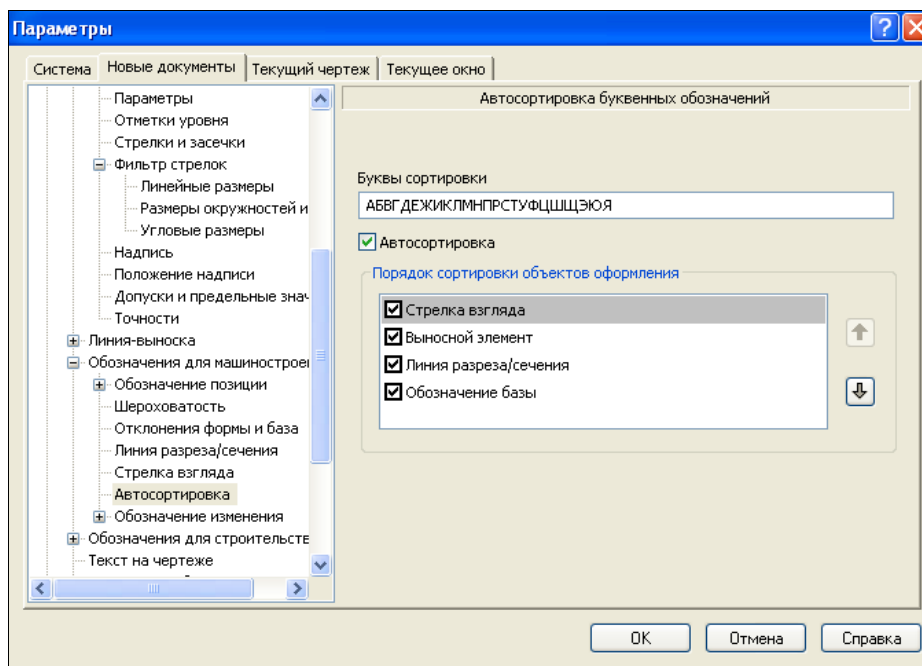 Параметры
Система Новые документы Текущий чертеж Текущее окно
Параметры
Отметки уровня
Стрелки и засечки
Фильтр стрелок
Линейные размеры
Размеры окружностей и
Угловые размеры
Надпись
Положение надписи
Допуски и предельные знач
Точности
Линия-выноска
Обозначения для машинострое
Обозначение позиции
Шероховатость
Отклонения формы и база
Линия разреза/сечения
Стрелка взгляда
Автосортировка
Обозначение изменения
Обозначения для строительств
Текст на чертеже
Автосортировка буквенных обозначений
Буквы сортировки
АБВГДЕЖИКЛМНПРСТУФЦШЩЭЮЯ
Автосортировка
Порядок сортировки объектов оформления
Стрелка взгляда
Выносной элемент
Линия разреза/сечения
Обозначение базы
OK Отмена Справка